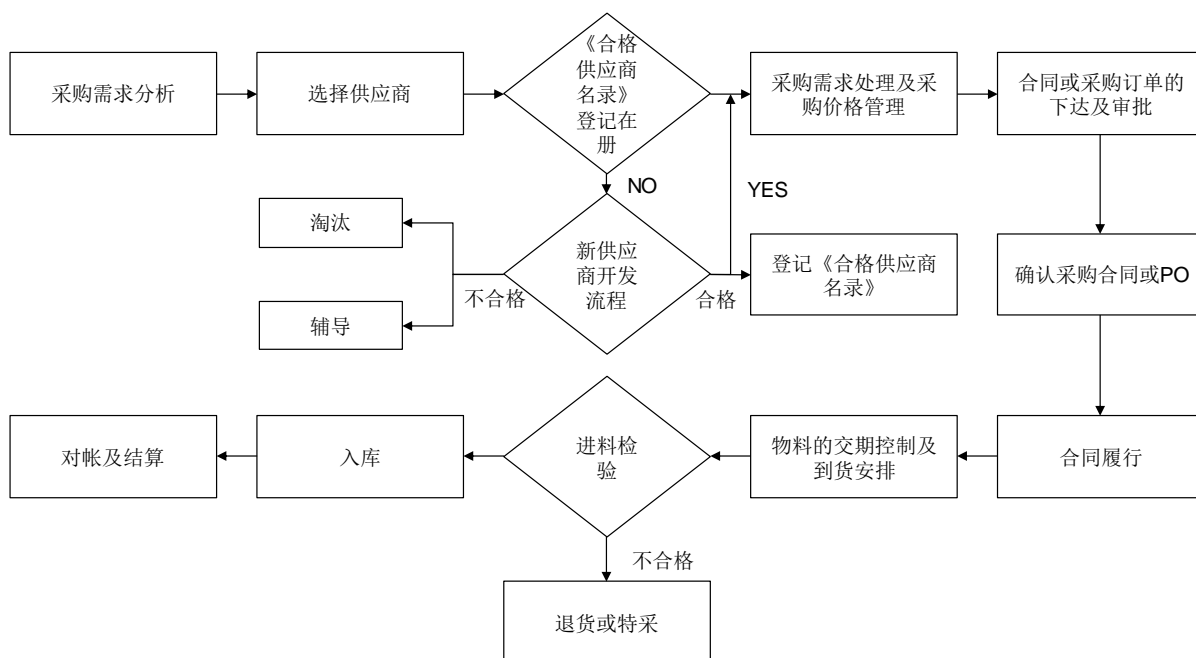 《合格
供应商
名录》
登记在
册
采购需求分析
选择供应商
采购需求处理及采
购价格管理
合同或采购订单的
下达及审批
NO
YES
淘汰
新供应
商开发
流程
不合格
合格
登记《合格供应商
名录》
确认采购合同或PO
辅导
对帐及结算
入库
进料检
验
物料的交期控制及
到货安排
合同履行
不合格
退货或特采